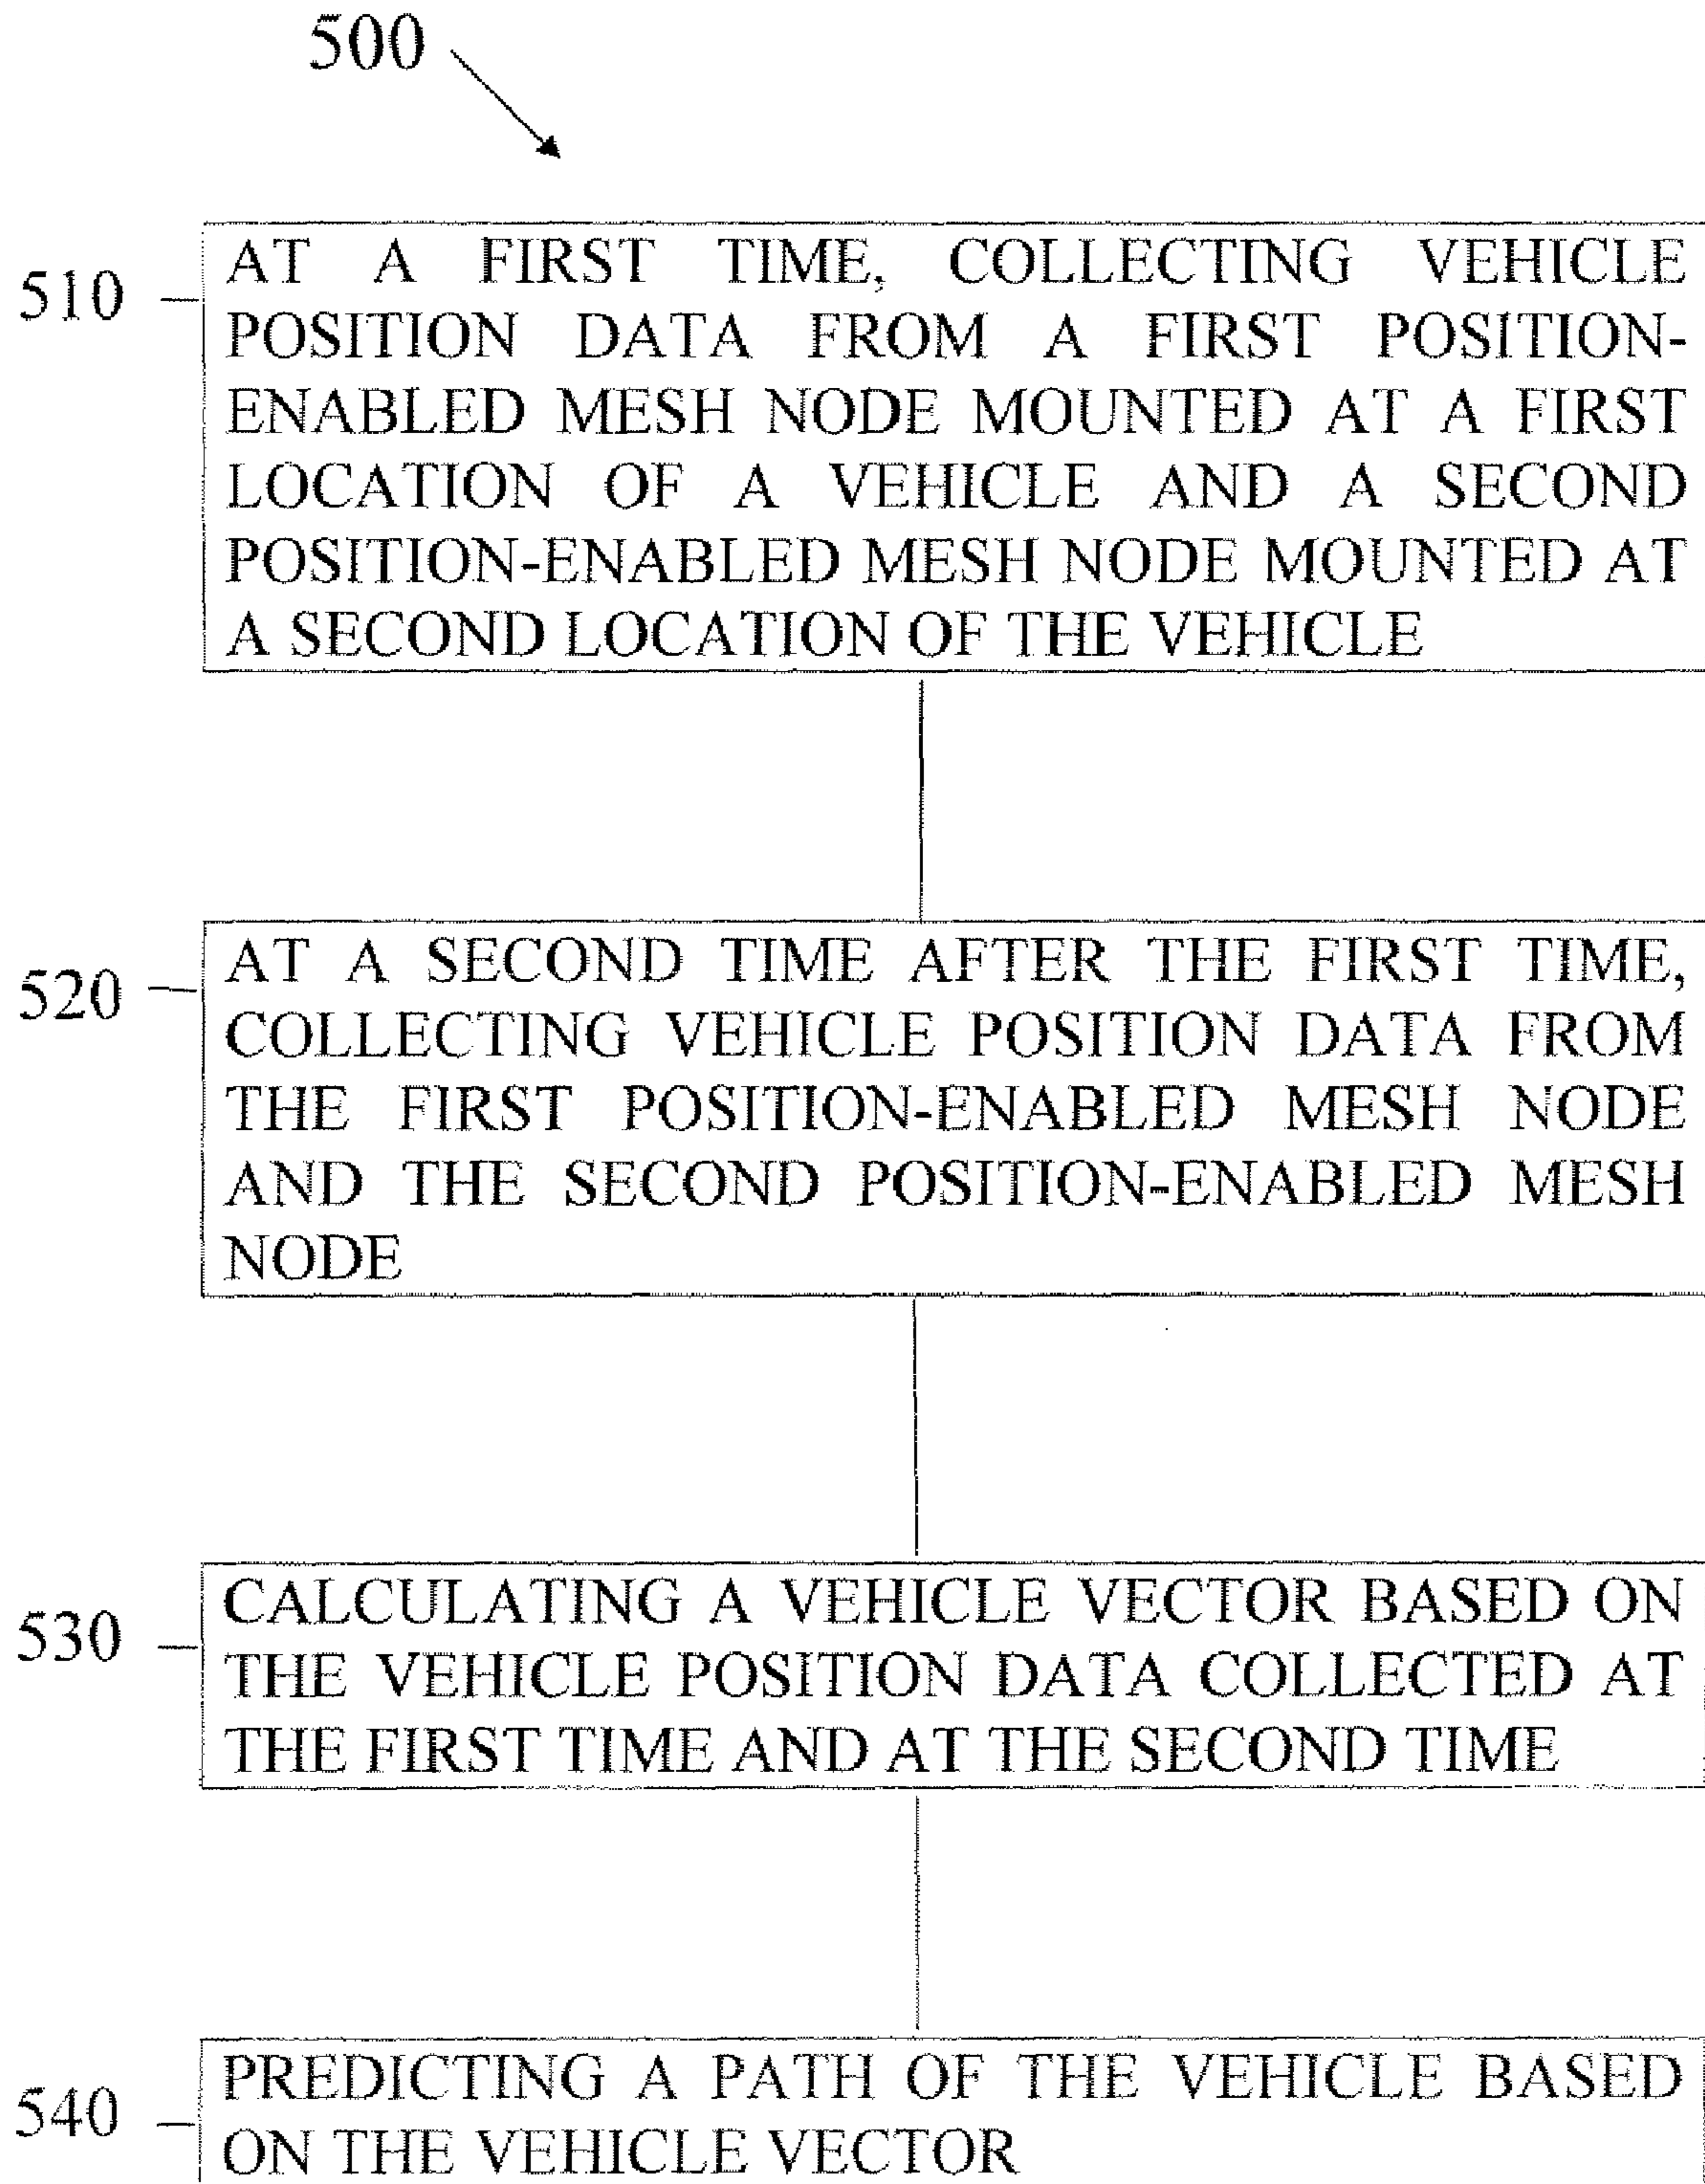 500
510
AT A FIRST TIME, COLLECTING VEHICLE
POSITION DATA FROM A FIRST POSITION-
ENABLED MESH NODE MOUNTED AT A FIRST
LOCATION OF A VEHICLE AND A SECOND
POSITION-ENABLED MESH NODE MOUNTED AT
A SECOND LOCATION OF THE VEHICLE
520
AT A SECOND TIME AFTER THE FIRST TIME,
COLLECTING VEHICLE POSITION DATA FROM
THE FIRST POSITION-ENABLED MESH NODE
AND THE SECOND POSITION-ENABLED MESH
NODE
530
CALCULATING A VEHICLE VECTOR BASED ON
THE VEHICLE POSITION DATA COLLECTED AT
THE FIRST TIME AND AT THE SECOND TIME
540
PREDICTING A PATH OF THE VEHICLE BASED
ON THE VEHICLE VECTOR